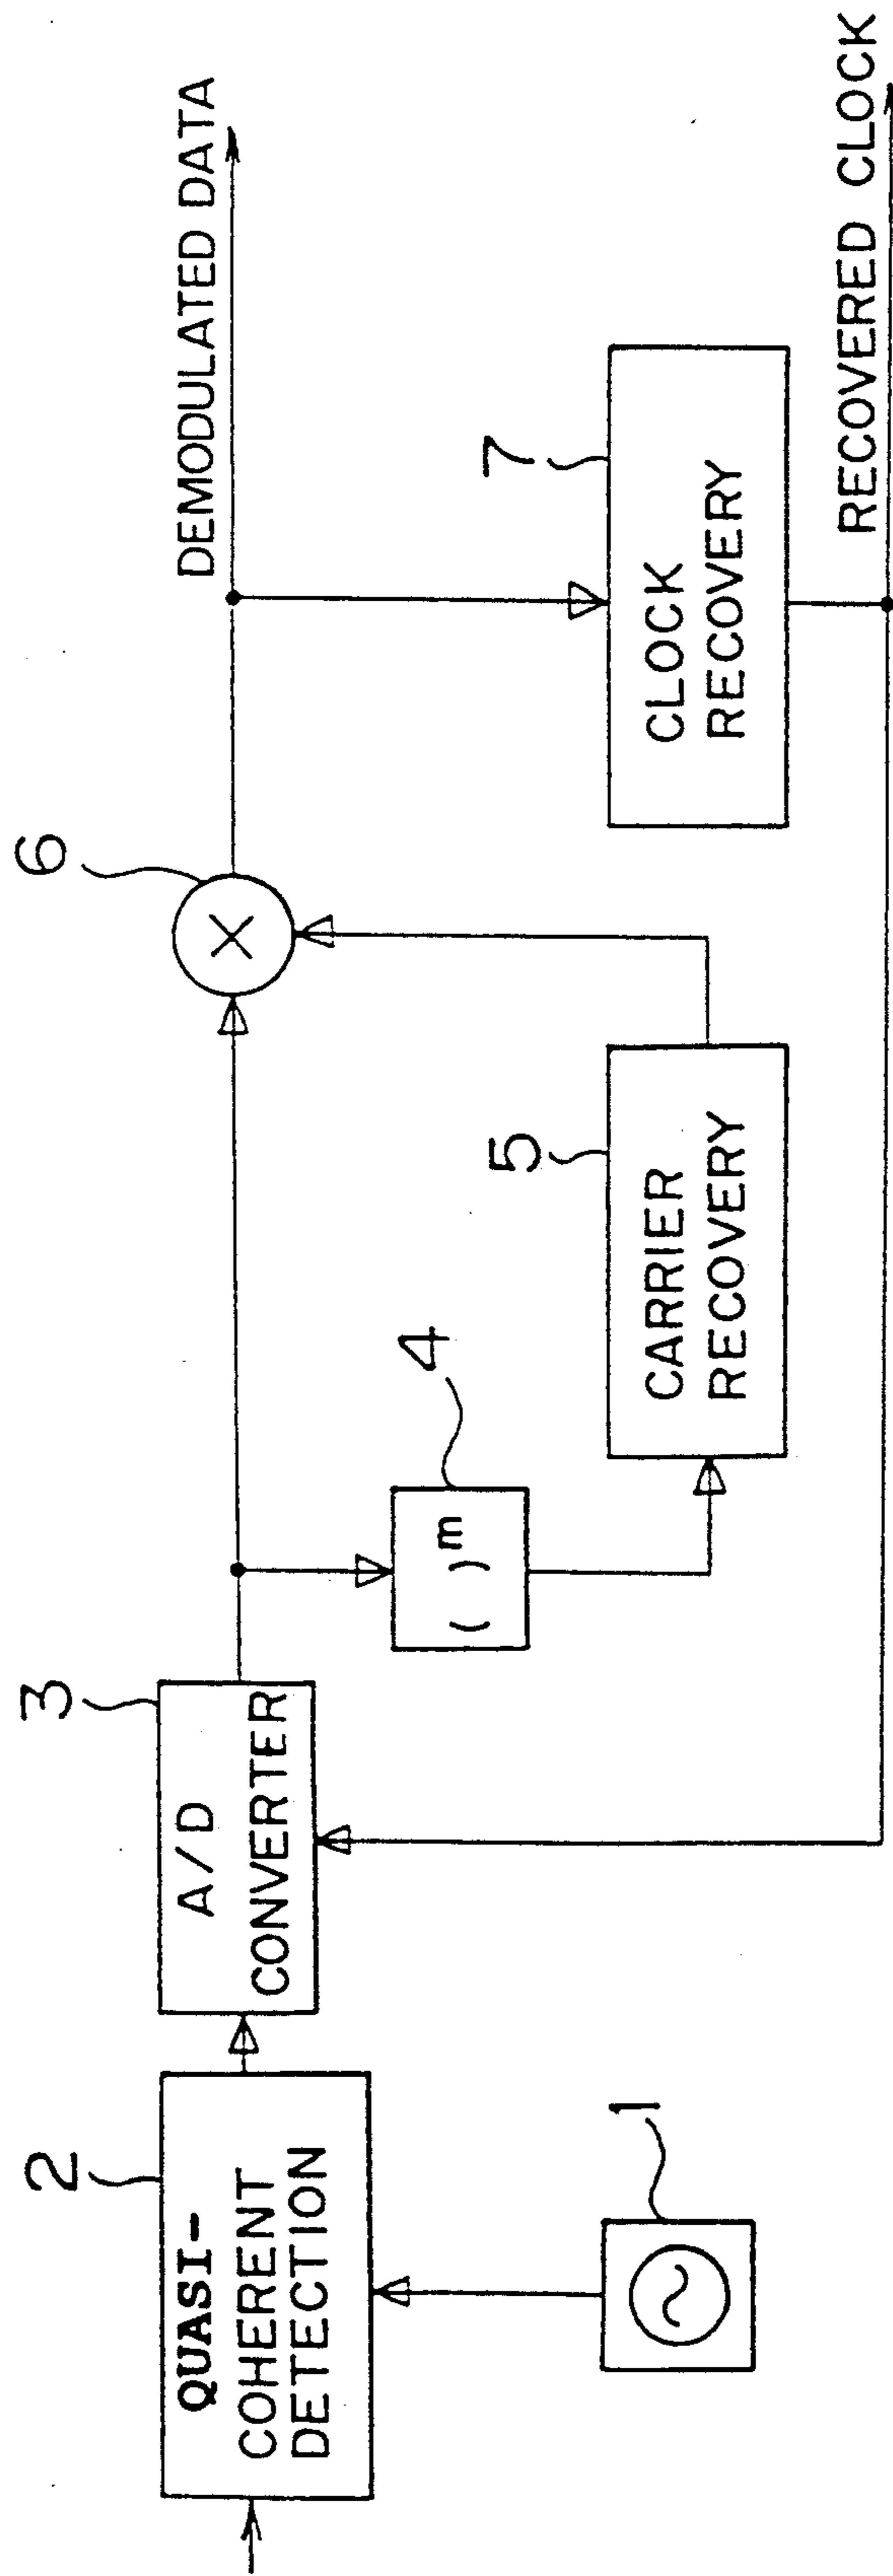 QUASI-
COHERENT
DETECTION
2
1
A/D
CONVERTER
3
( )m
4
CARRIER
RECOVERY
5
×
6
CLOCK
RECOVERY
7
DEMODULATED DATA
RECOVERED CLOCK